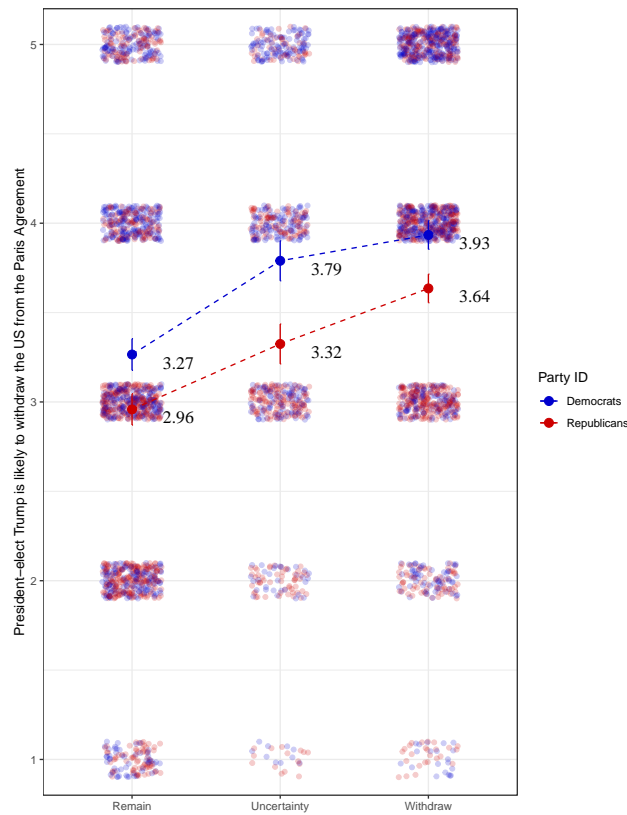 President−elect Trump is likely to withdraw the US from the Paris Agreement
5
4
3
2
1
3.27
2.96
3.79
3.32
3.93
3.64
Remain
Uncertainty
Withdraw
Party ID
Democrats
Republicans